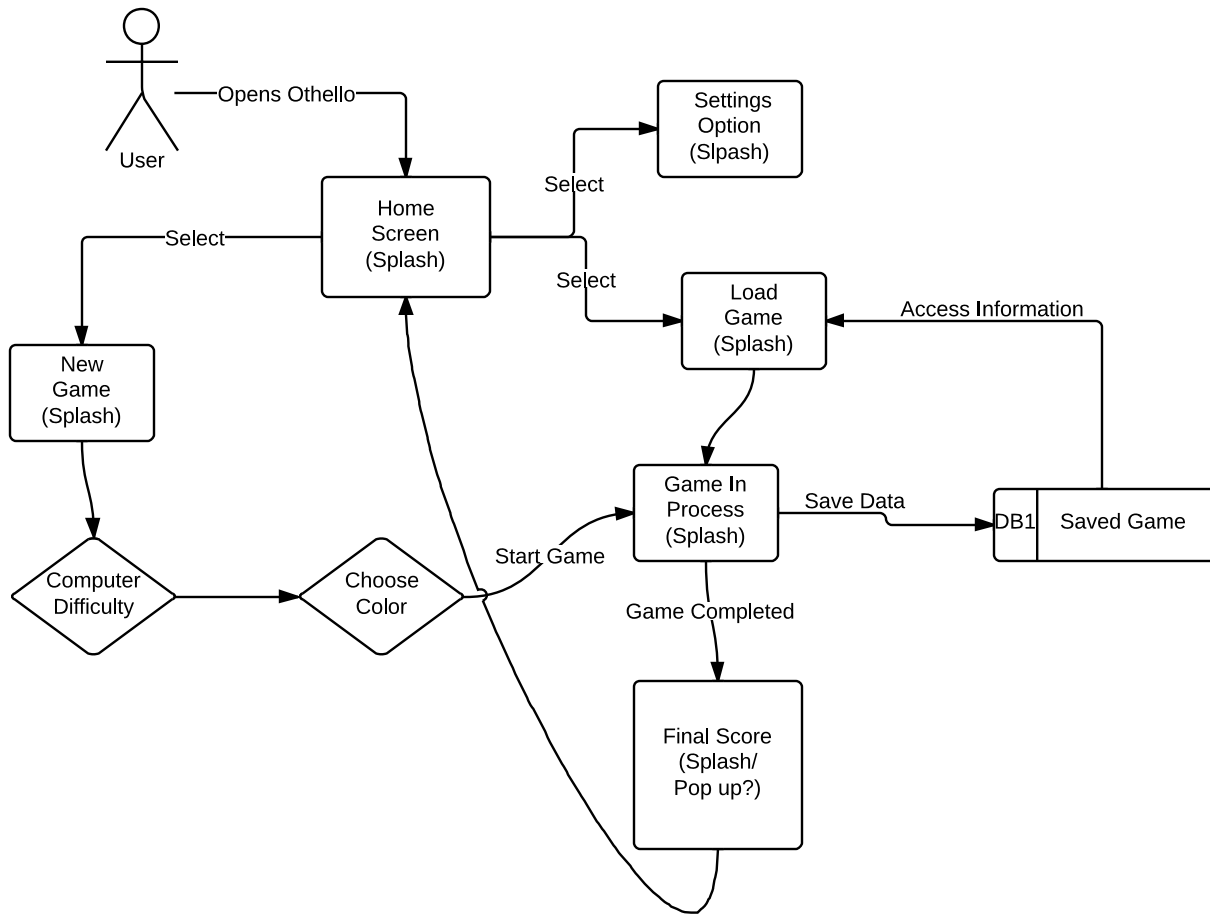 Opens Othello
User
Settings
Option
(Slpash)
Select
Home
Screen
(Splash)
Select
Select
Load
Game
(Splash)
Access Information
New
Game
(Splash)
Game In
Process
(Splash)
Save Data
DB1
Saved Game
Start Game
Computer
Difficulty
Choose
Color
Game Completed
Final Score
(Splash/
Pop up?)